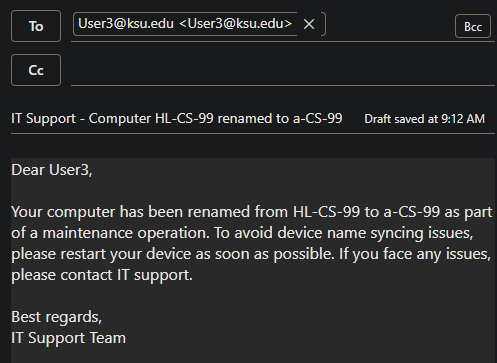 To
User3@ksu.edu <User3@ksu.edu>
Bcc
Cc
IT Support - Computer HL-CS-99 renamed to a-CS-99
Draft saved at 9:12 AM
Dear User3,
Your computer has been renamed from HL-CS-99 to a-CS-99 as part
of a maintenance operation. To avoid device name syncing issues,
please restart your device as soon as possible. If you face any issues,
please contact IT support.
Best regards,
IT Support Team